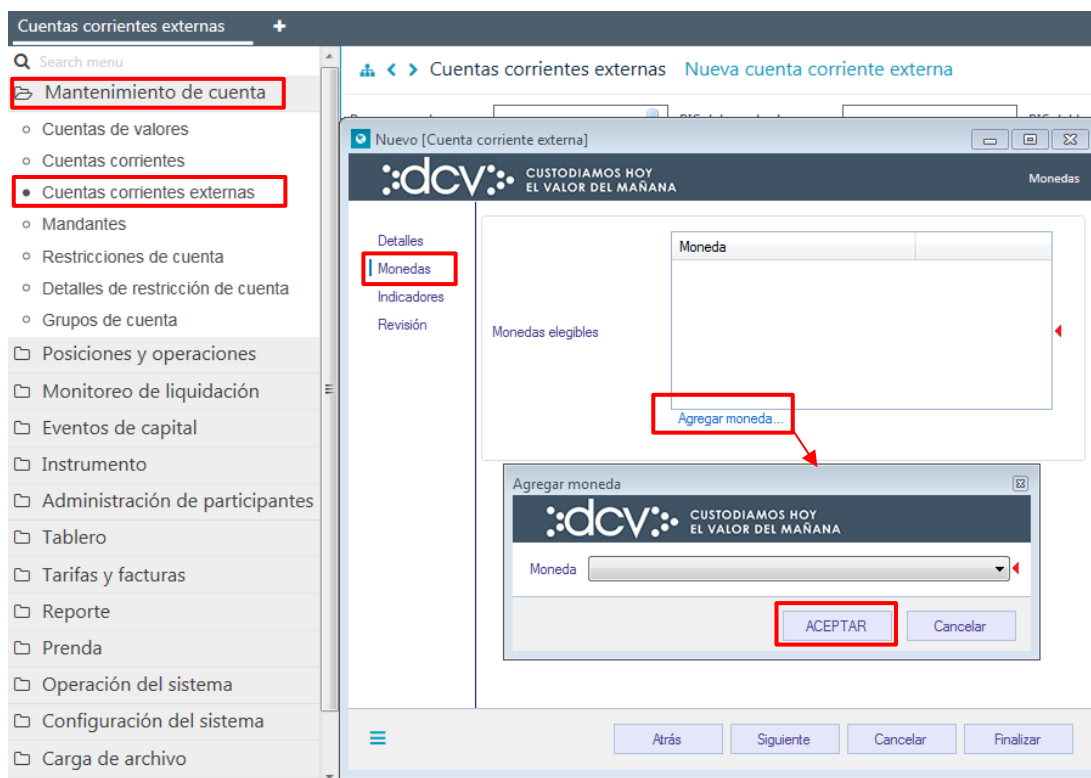 Cuentas corrientes externas +
Search menu
Mantenimiento de cuenta
Cuentas de valores
Cuentas corrientes
Cuentas corrientes externas
Mandantes
Restricciones de cuenta
Detalles de restricción de cuenta
Grupos de cuenta
Posiciones y operaciones
Monitoreo de liquidación
Eventos de capital
Instrumento
Administración de participantes
Tablero
Tarifas y facturas
Reporte
Prenda
Operación del sistema
Configuración del sistema
Carga de archivo
Cuentas corrientes externas Nueva cuenta corriente externa
Nuevo [Cuenta corriente externa]
dcv CUSTODIAMOS HOY
EL VALOR DEL MAÑANA
Monedas
Detalles
Monedas
Indicadores
Revisión
Monedas elegibles
Moneda
Agregar moneda...
Agregar moneda
dcv CUSTODIAMOS HOY
EL VALOR DEL MAÑANA
Moneda
ACEPTAR Cancelar
Atrás Siguiente Cancelar Finalizar